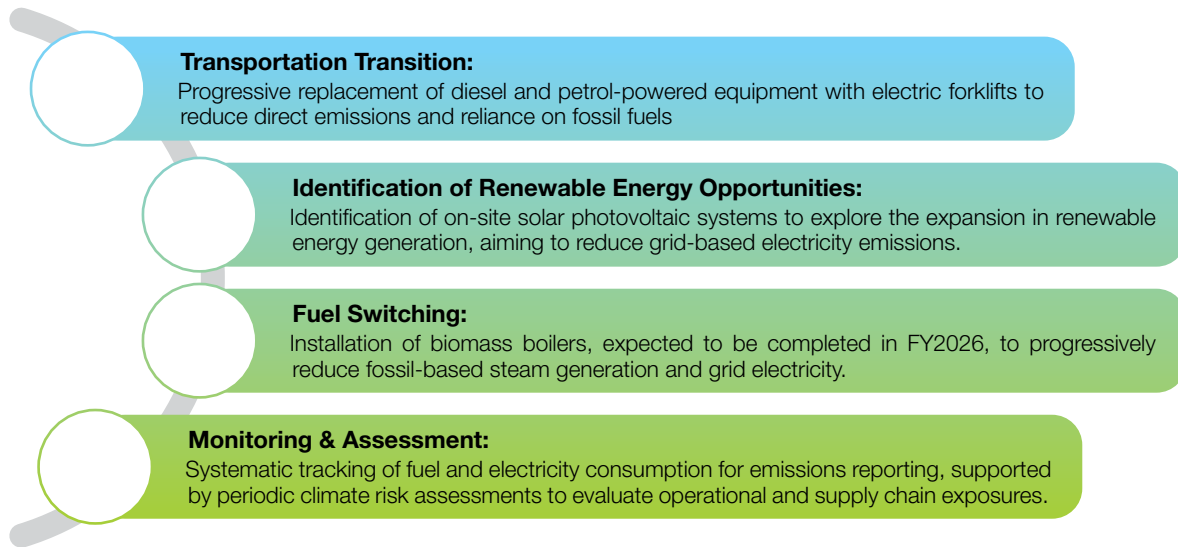 Transportation Transition:
Progressive replacement of diesel and petrol-powered equipment with electric forklifts to
reduce direct emissions and reliance on fossil fuels
Identification of Renewable Energy Opportunities:
Identification of on-site solar photovoltaic systems to explore the expansion in renewable
energy generation, aiming to reduce grid-based electricity emissions.
Fuel Switching:
Installation of biomass boilers, expected to be completed in FY2026, to progressively
reduce fossil-based steam generation and grid electricity.
Monitoring & Assessment:
Systematic tracking of fuel and electricity consumption for emissions reporting, supported
by periodic climate risk assessments to evaluate operational and supply chain exposures.